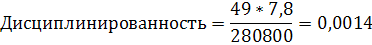 Дисциплинированность = 49 * 7,8 / 280800 = 0,0014